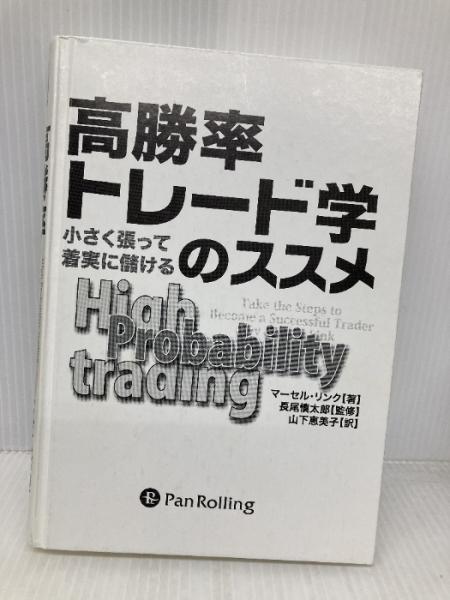 高勝率
トレード学
小さく張って
着実に儲ける
のススメ
High
Probability
trading
Take the Steps to
Become a Successful Trader
マーセル・リンク[著]
長尾慎太郎[監修]
山下恵美子[訳]
PanRolling